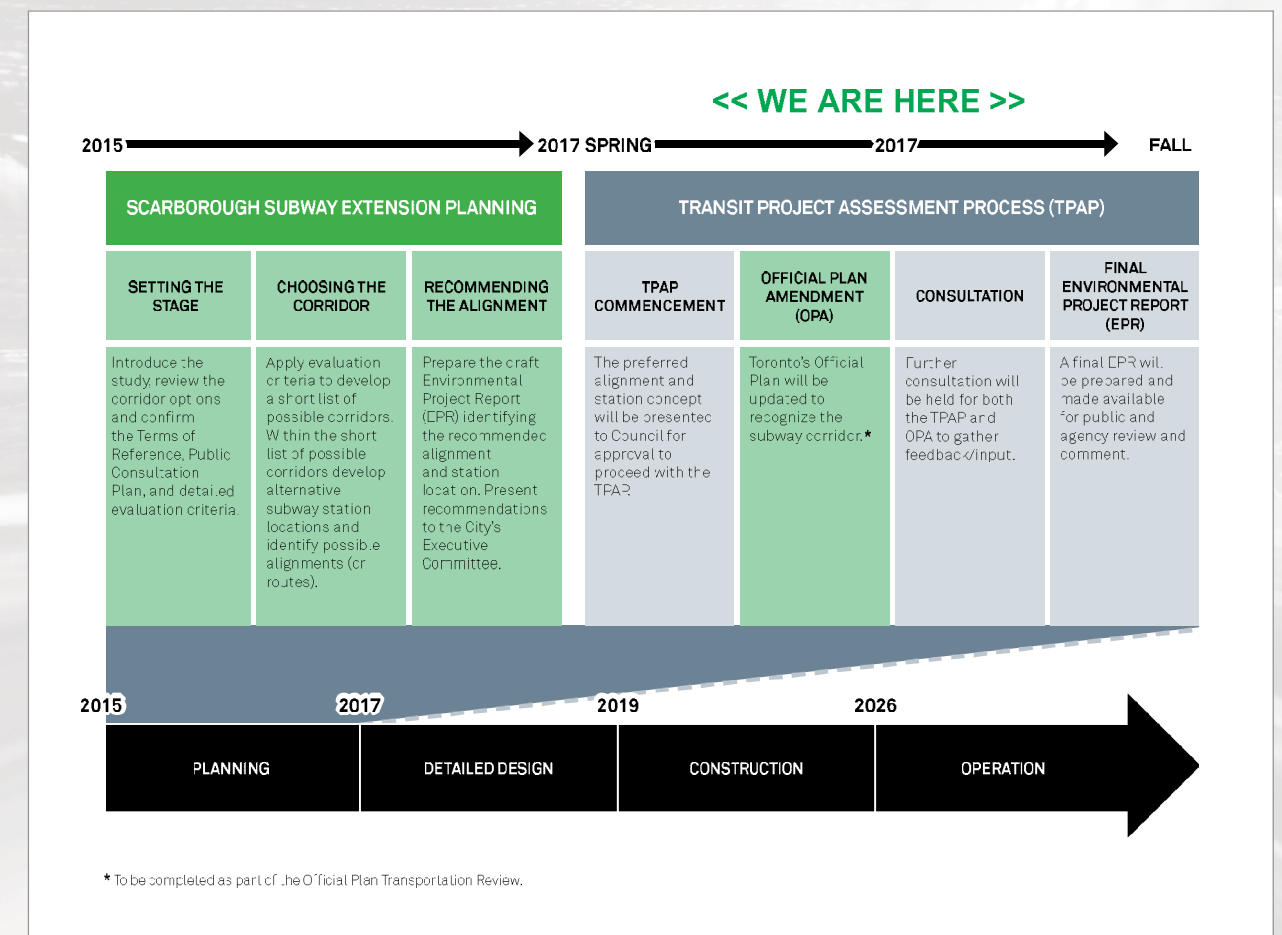 << WE ARE HERE >>
2015
2017 SPRING
2017
FALL
SCARBOROUGH SUBWAY EXTENSION PLANNING
TRANSIT PROJECT ASSESSMENT PROCESS (TPAP)
SETTING THE
STAGE
Introduce the
study, review the
corridor options
and confirm
the Terms of
Reference, Public
Consultation
Plan, and detailed
evaluation criteria.
CHOOSING THE
CORRIDOR
Apply evaluation
criteria to develop
a short list of
possible corridors.
Within the short
list of possible
corridors develop
alternative
subway station
locations and
identify possible
alignments (or
routes).
RECOMMENDING
THE ALIGNMENT
Prepare the draft
Environmental
Project Report
(EPR) identifying
the recommended
alignment
and station
location. Present
recommendations
to the City's
Executive
Committee.
TPAP
COMMENCEMENT
The preferred
alignment and
station concept
will be presented
to Council for
approval to
proceed with the
TPAP.
OFFICIAL PLAN
AMENDMENT
(OPA)
Toronto's Official
Plan will be
updated to
recognize the
subway corridor.*
CONSULTATION
Further
consultation will
be held for both
the TPAP and
OPA to gather
feedback/input.
FINAL
ENVIRONMENTAL
PROJECT REPORT
(EPR)
A final EPR will
be prepared and
made available
for public and
agency review and
comment.
2015
2017
2019
2026
PLANNING
DETAILED DESIGN
CONSTRUCTION
OPERATION
* To be completed as part of the Official Plan Transportation Review.